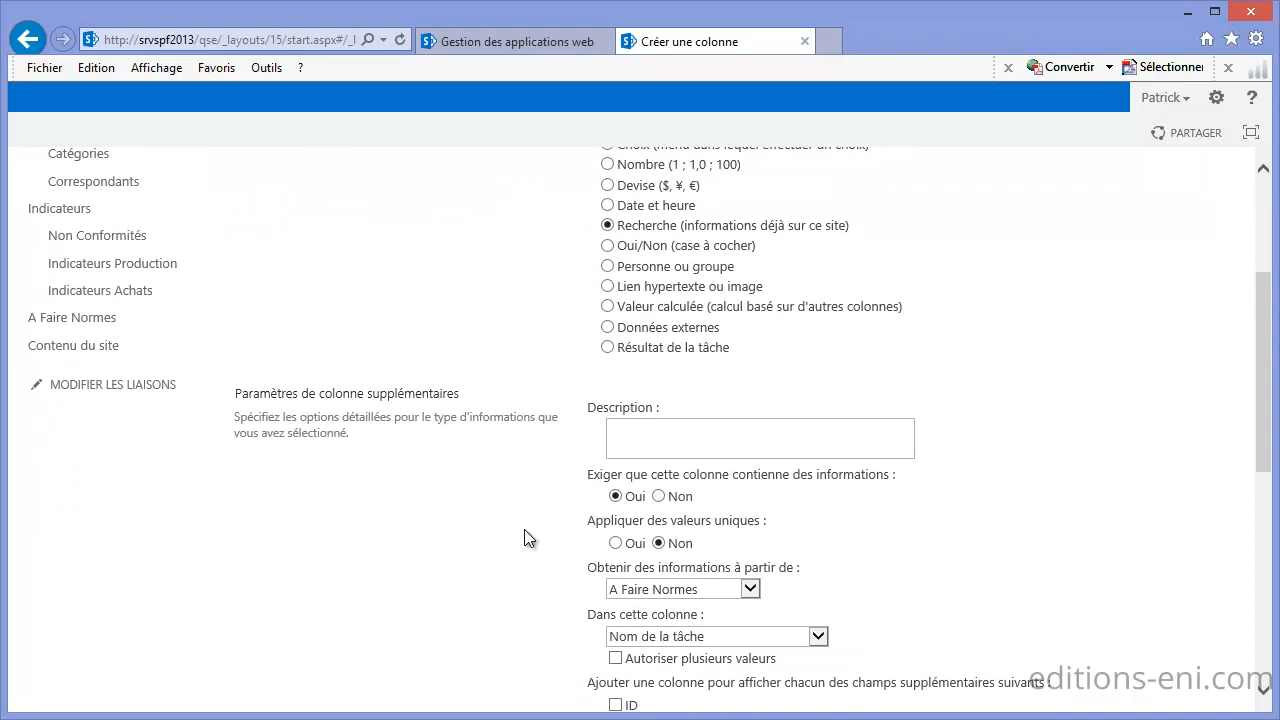 http://srvspf2013/qse/_layouts/15/start.aspx#/_l
Gestion des applications web
Créer une colonne
Fichier Edition Affichage Favoris Outils ?
Convertir
Sélectionner
Patrick
?
PARTAGER
Catégories
Correspondants
Indicateurs
Non Conformités
Indicateurs Production
Indicateurs Achats
A Faire Normes
Contenu du site
MODIFIER LES LIAISONS
Choix (menu dans lequel effectuer un choix)
Nombre (1 ; 1,0 ; 100)
Devise ($, ¥, €)
Date et heure
Recherche (informations déjà sur ce site)
Oui/Non (case à cocher)
Personne ou groupe
Lien hypertexte ou image
Valeur calculée (calcul basé sur d'autres colonnes)
Données externes
Résultat de la tâche
Paramètres de colonne supplémentaires
Spécifiez les options détaillées pour le type d'informations que
vous avez sélectionné.
Description :
Exiger que cette colonne contienne des informations :
Oui Non
Appliquer des valeurs uniques :
Oui Non
Obtenir des informations à partir de :
A Faire Normes
Dans cette colonne :
Nom de la tâche
Autoriser plusieurs valeurs
Ajouter une colonne pour afficher chacun des champs supplémentaires suivants :
ID
editions-eni.com